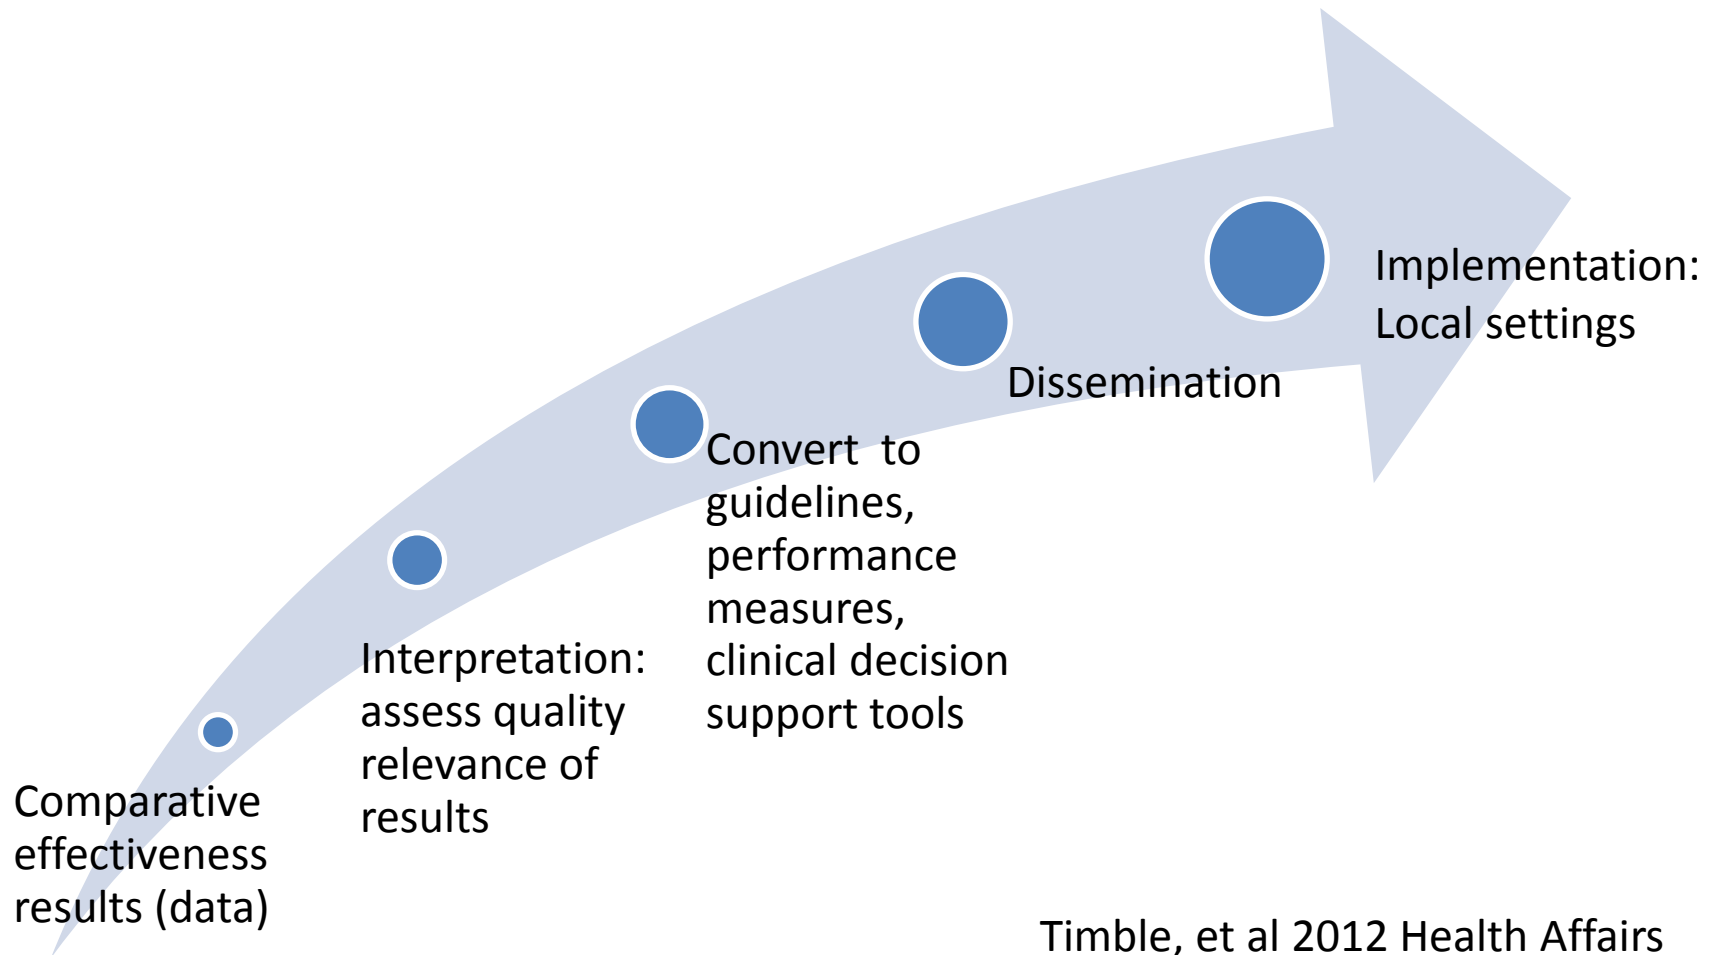 Comparative
effectiveness
results (data)
Interpretation:
assess quality
relevance of
results
Convert to
guidelines,
performance
measures,
clinical decision
support tools
Dissemination
Implementation:
Local settings
Timble, et al 2012 Health Affairs